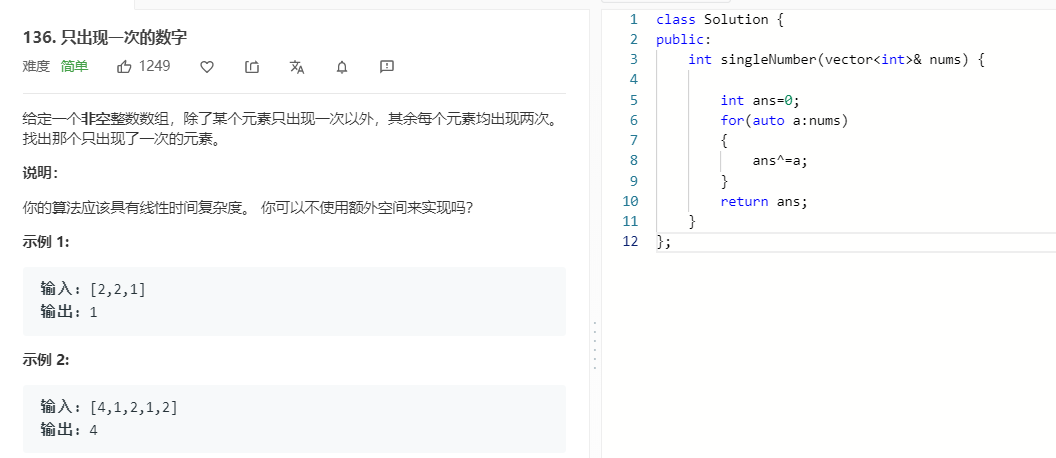 136. 只出现一次的数字
难度 简单 1249
给定一个非空整数数组，除了某个元素只出现一次以外，其余每个元素均出现两次。
找出那个只出现了一次的元素。
说明：
你的算法应该具有线性时间复杂度。 你可以不使用额外空间来实现吗？
示例 1:
输入: [2,2,1]
输出: 1
示例 2:
输入: [4,1,2,1,2]
输出: 4
1 class Solution {
2 public:
3     int singleNumber(vector<int>& nums) {
4
5         int ans=0;
6         for(auto a:nums)
7         {
8             ans^=a;
9         }
10         return ans;
11     }
12 };